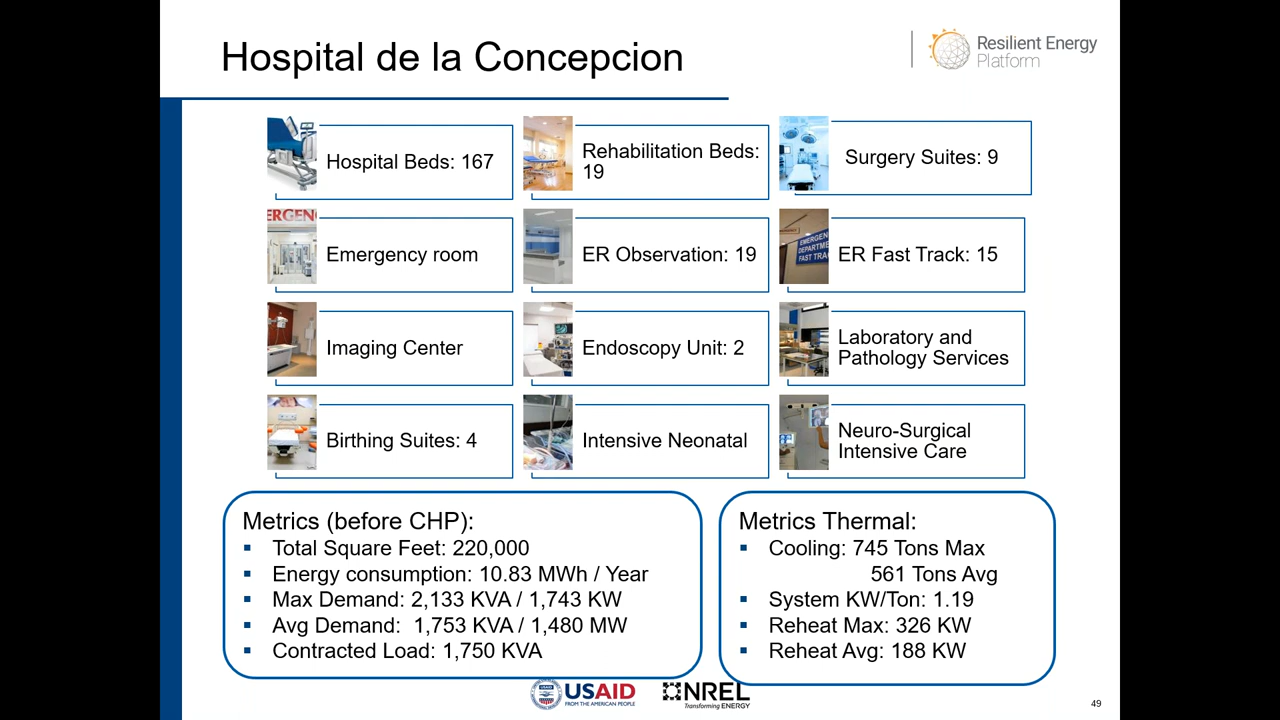 Hospital de la Concepcion
Resilient Energy
Platform
Hospital Beds: 167
Rehabilitation Beds:
19
Surgery Suites: 9
ERGEN
Emergency room
ER Observation: 19
EMERGENC
DEPARTME
FAST TRAC
ER Fast Track: 15
Imaging Center
Endoscopy Unit: 2
Laboratory and
Pathology Services
Birthing Suites: 4
Intensive Neonatal
Neuro-Surgical
Intensive Care
Metrics (before CHP):
Total Square Feet: 220,000
Energy consumption: 10.83 MWh / Year
Max Demand: 2,133 KVA / 1,743 KW
Avg Demand: 1,753 KVA / 1,480 MW
Contracted Load: 1,750 KVA
Metrics Thermal:
Cooling: 745 Tons Max
561 Tons Avg
System KW/Ton: 1.19
Reheat Max: 326 KW
Reheat Avg: 188 KW
USAID
FROM THE AMERICAN PEOPLE
NREL
Transforming ENERGY
49